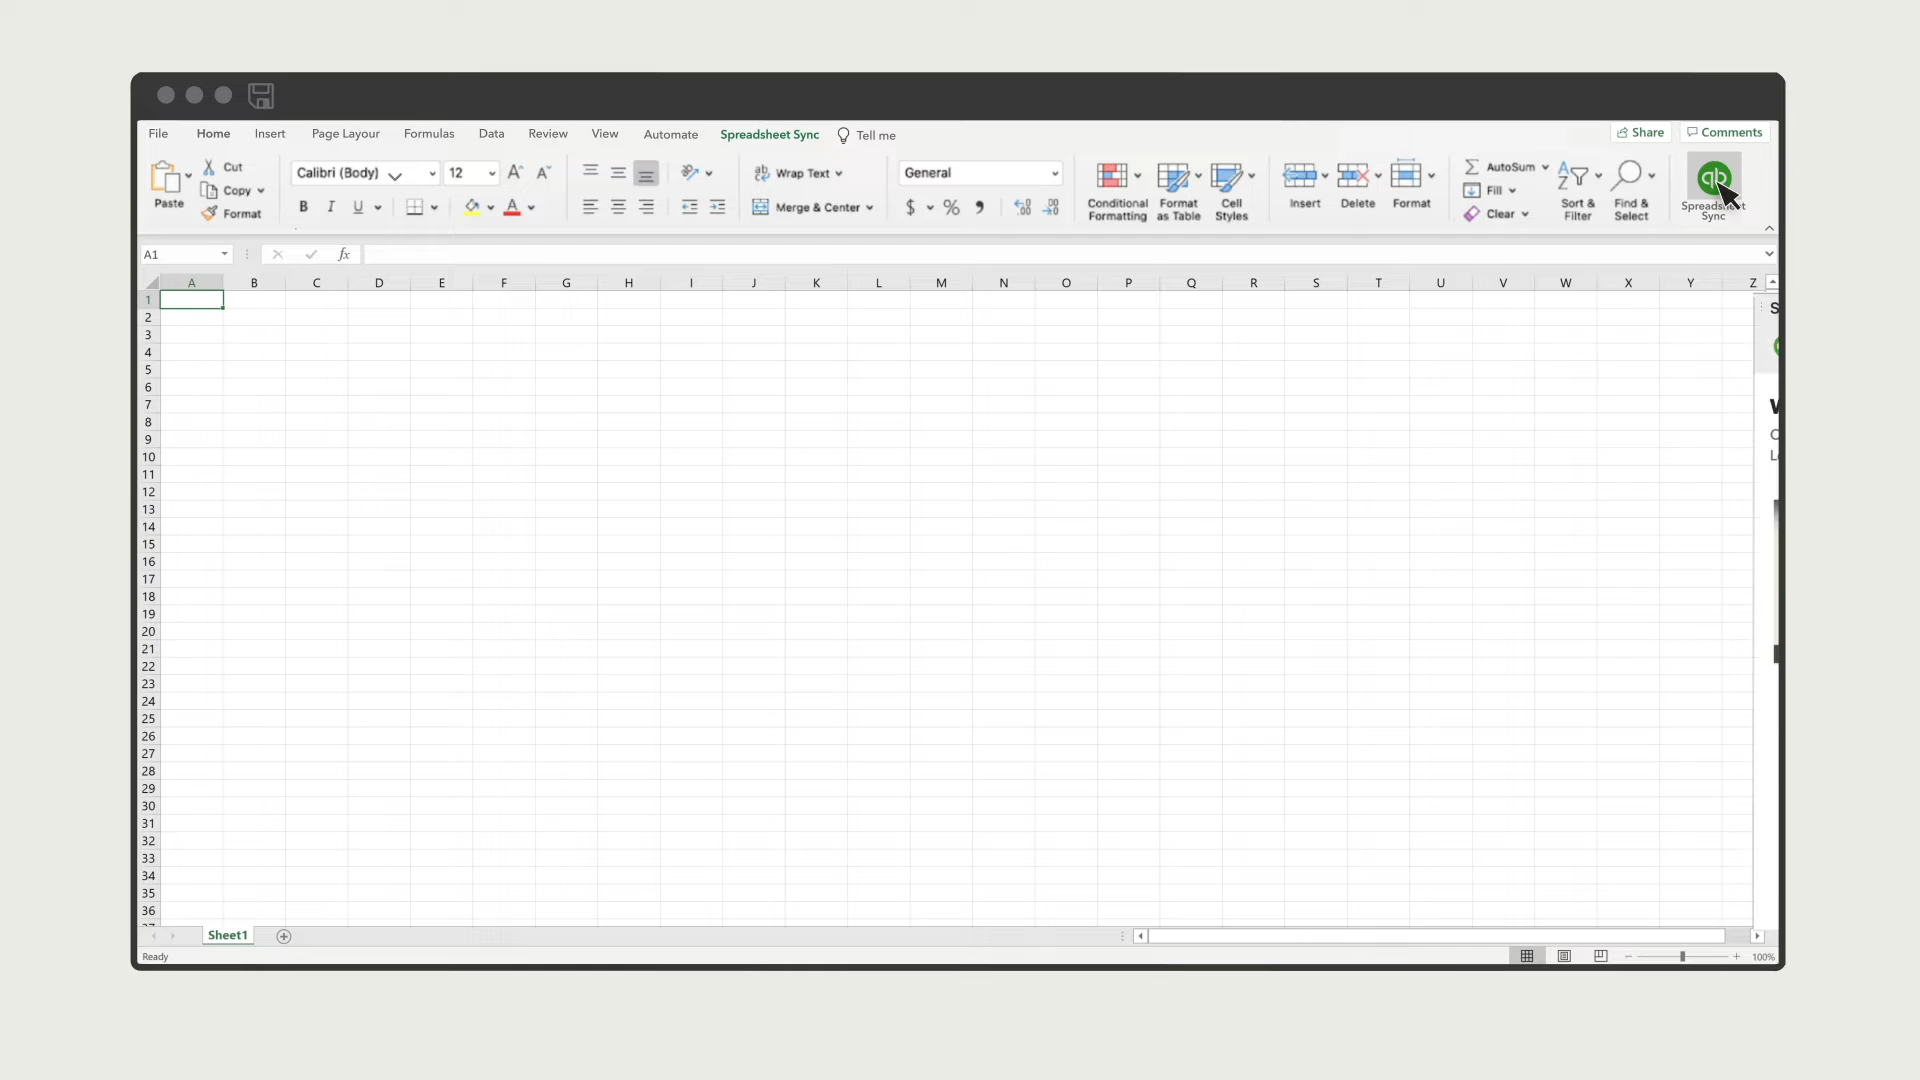 File Home Insert Page Layour Formulas Data Review View Automate Spreadsheet Sync Tell me Share Comments
Paste Cut Copy Format
Calibri (Body) 12
B I U A
Wrap Text
Merge & Center
General
$ %
Conditional Formatting
Format as Table
Cell Styles
Insert Delete Format
AutoSum
Fill
Clear
Sort & Filter
Find & Select
qb
Spreadsheet Sync
A1 fx
A B C D E F G H I J K L M N O P Q R S T U V W X Y Z
1
2
3
4
5
6
7
8
9
10
11
12
13
14
15
16
17
18
19
20
21
22
23
24
25
26
27
28
29
30
31
32
33
34
35
36
Sheet1
Ready 100%